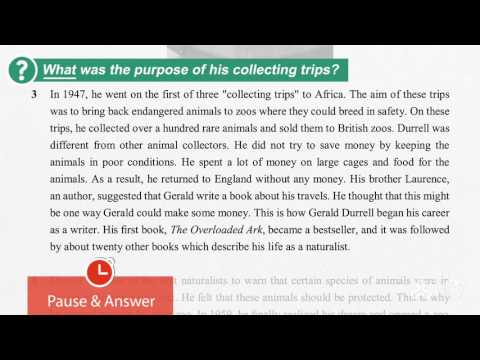 ? What was the purpose of his collecting trips?
3 In 1947, he went on the first of three "collecting trips" to Africa. The aim of these trips
was to bring back endangered animals to zoos where they could breed in safety. On these
trips, he collected over a hundred rare animals and sold them to British zoos. Durrell was
different from other animal collectors. He did not try to save money by keeping the
animals in poor conditions. He spent a lot of money on large cages and food for the
animals. As a result, he returned to England without any money. His brother Laurence,
an author, suggested that Gerald write a book about his travels. He thought that this might
be one way Gerald could make some money. This is how Gerald Durrell began his career
as a writer. His first book, The Overloaded Ark, became a bestseller, and it was followed
by about twenty other books which describe his life as a naturalist.
naturalists to warn that certain species of animals were in
He felt that these animals should be protected. This is why
In 1959, he finally realized his dream and opened a zoo
Pause & Answer